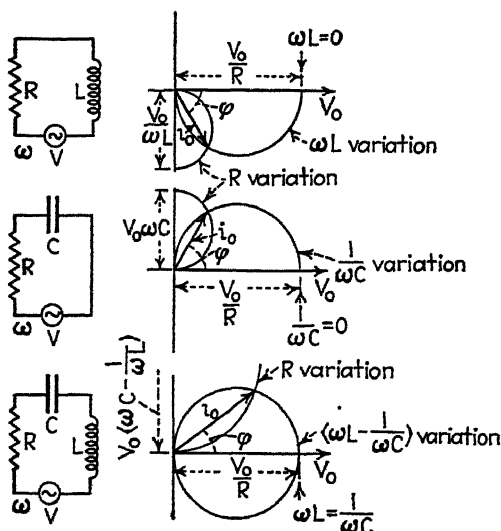 ωL=0
V₀/R
R
L
φ
V₀
V₀/ωL
i₀
ωL variation
ω
V
R variation
C
V₀ωC
i₀
R
φ
1/ωC variation
V₀
V₀/R
ω
V
1/ωC=0
V₀(ωC-1/ωL)
C
R variation
i₀
R
L
φ
(ωL-1/ωC) variation
V₀/R
V₀
ω
V
ωL=1/ωC